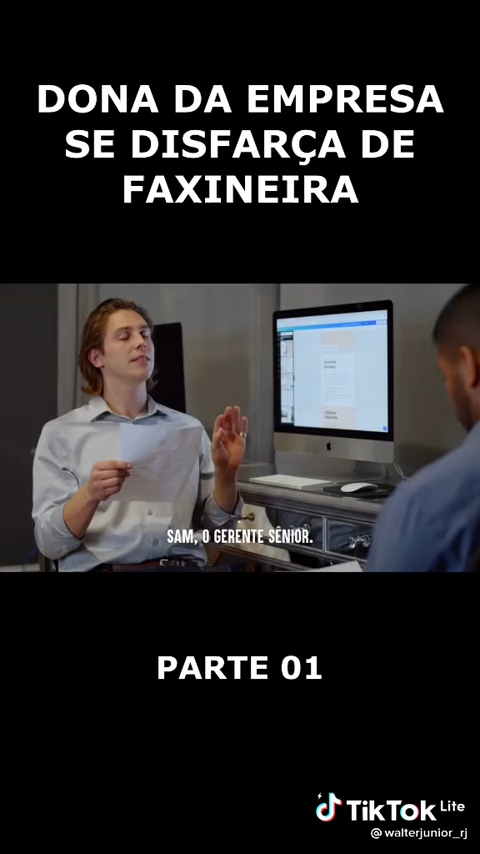 DONA DA EMPRESA
SE DISFARÇA DE
FAXINEIRA
SAM, O GERENTE SÊNIOR.
PARTE 01
TikTok Lite
@walterjunior_rj